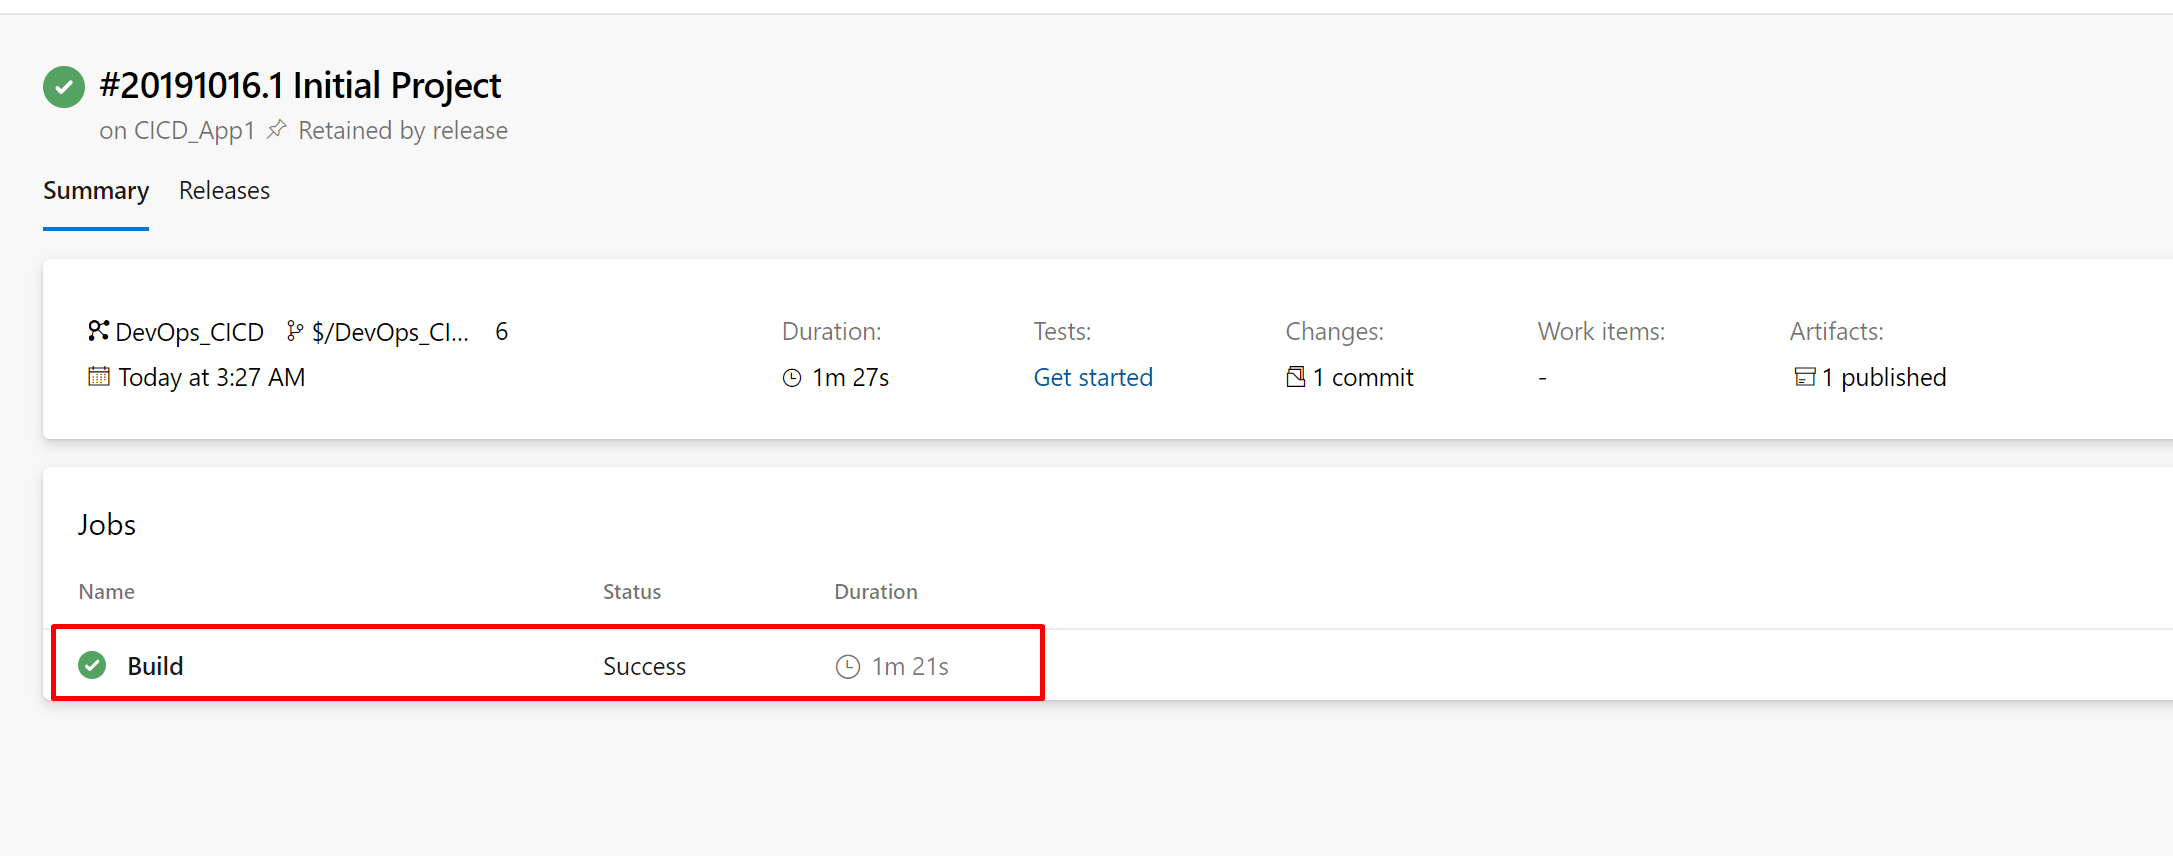 #20191016.1 Initial Project
on CICD_App1 Retained by release
Summary Releases
DevOps_CICD $/DevOps_CI... 6
Today at 3:27 AM
Duration:
1m 27s
Tests:
Get started
Changes:
1 commit
Work items:
-
Artifacts:
1 published
Jobs
Name Status Duration
Build Success 1m 21s